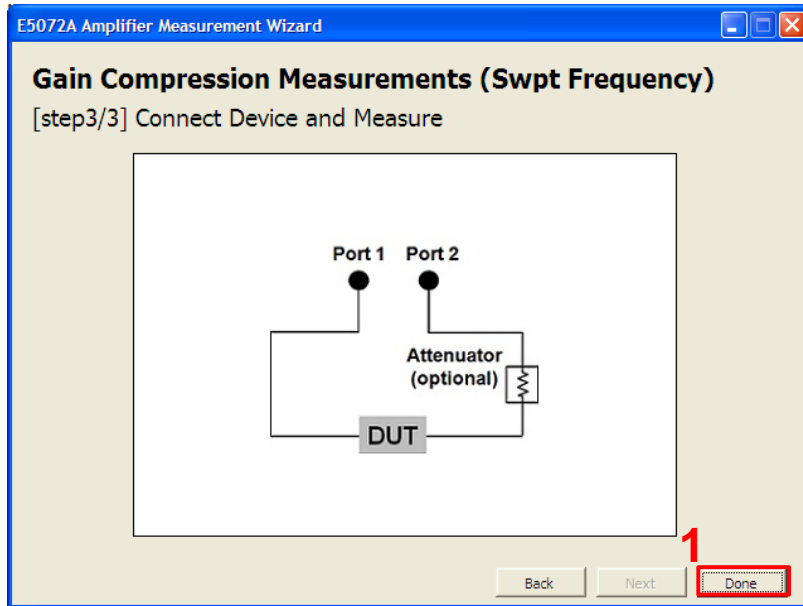 E5072A Amplifier Measurement Wizard
Gain Compression Measurements (Swpt Frequency)
[step3/3] Connect Device and Measure
Port 1 Port 2
Attenuator
(optional)
DUT
1
Back Next Done